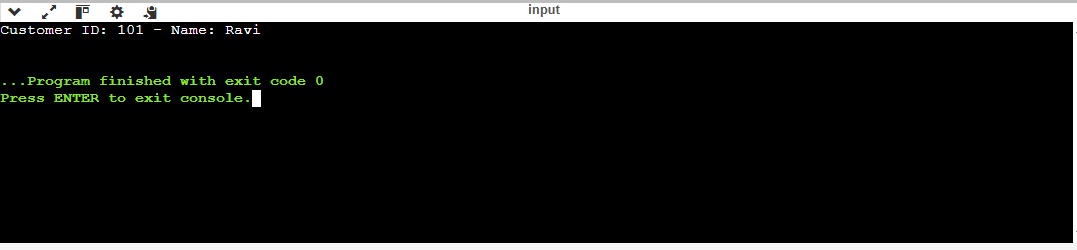 input
Customer ID: 101 - Name: Ravi
...Program finished with exit code 0
Press ENTER to exit console.